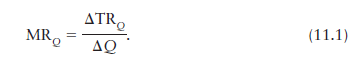 MR_Q = ΔTR_Q / ΔQ. (11.1)